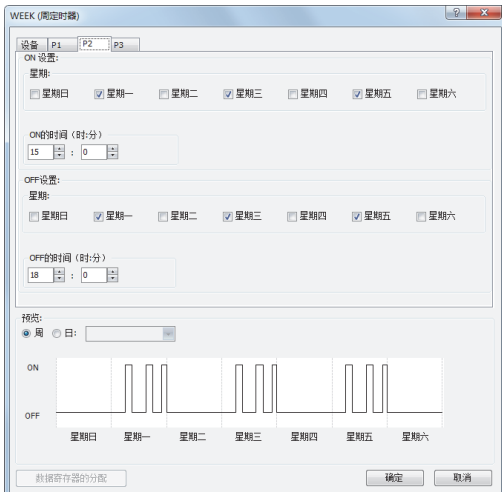 WEEK (周定时器)
设备 P1 P2 P3
ON 设置:
星期:
星期日 星期一 星期二 星期三 星期四 星期五 星期六
ON的时间 (时:分)
15 : 0
OFF设置:
星期:
星期日 星期一 星期二 星期三 星期四 星期五 星期六
OFF的时间 (时:分)
18 : 0
预览:
周 日:
ON
OFF
星期日 星期一 星期二 星期三 星期四 星期五 星期六
数据寄存器的分配 确定 取消